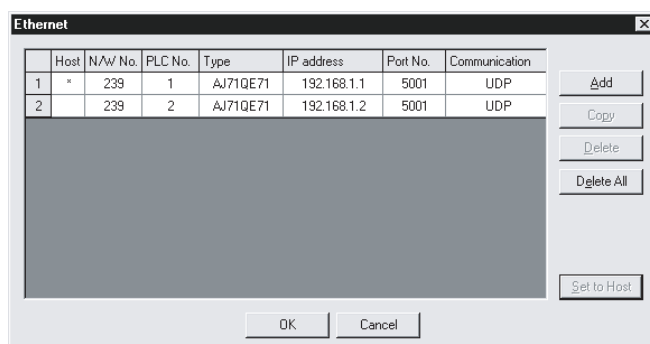 Ethernet
Host N/W No. PLC No. Type IP address Port No. Communication
1 * 239 1 AJ71QE71 192.168.1.1 5001 UDP
2 239 2 AJ71QE71 192.168.1.2 5001 UDP
Add
Copy
Delete
Delete All
Set to Host
OK Cancel